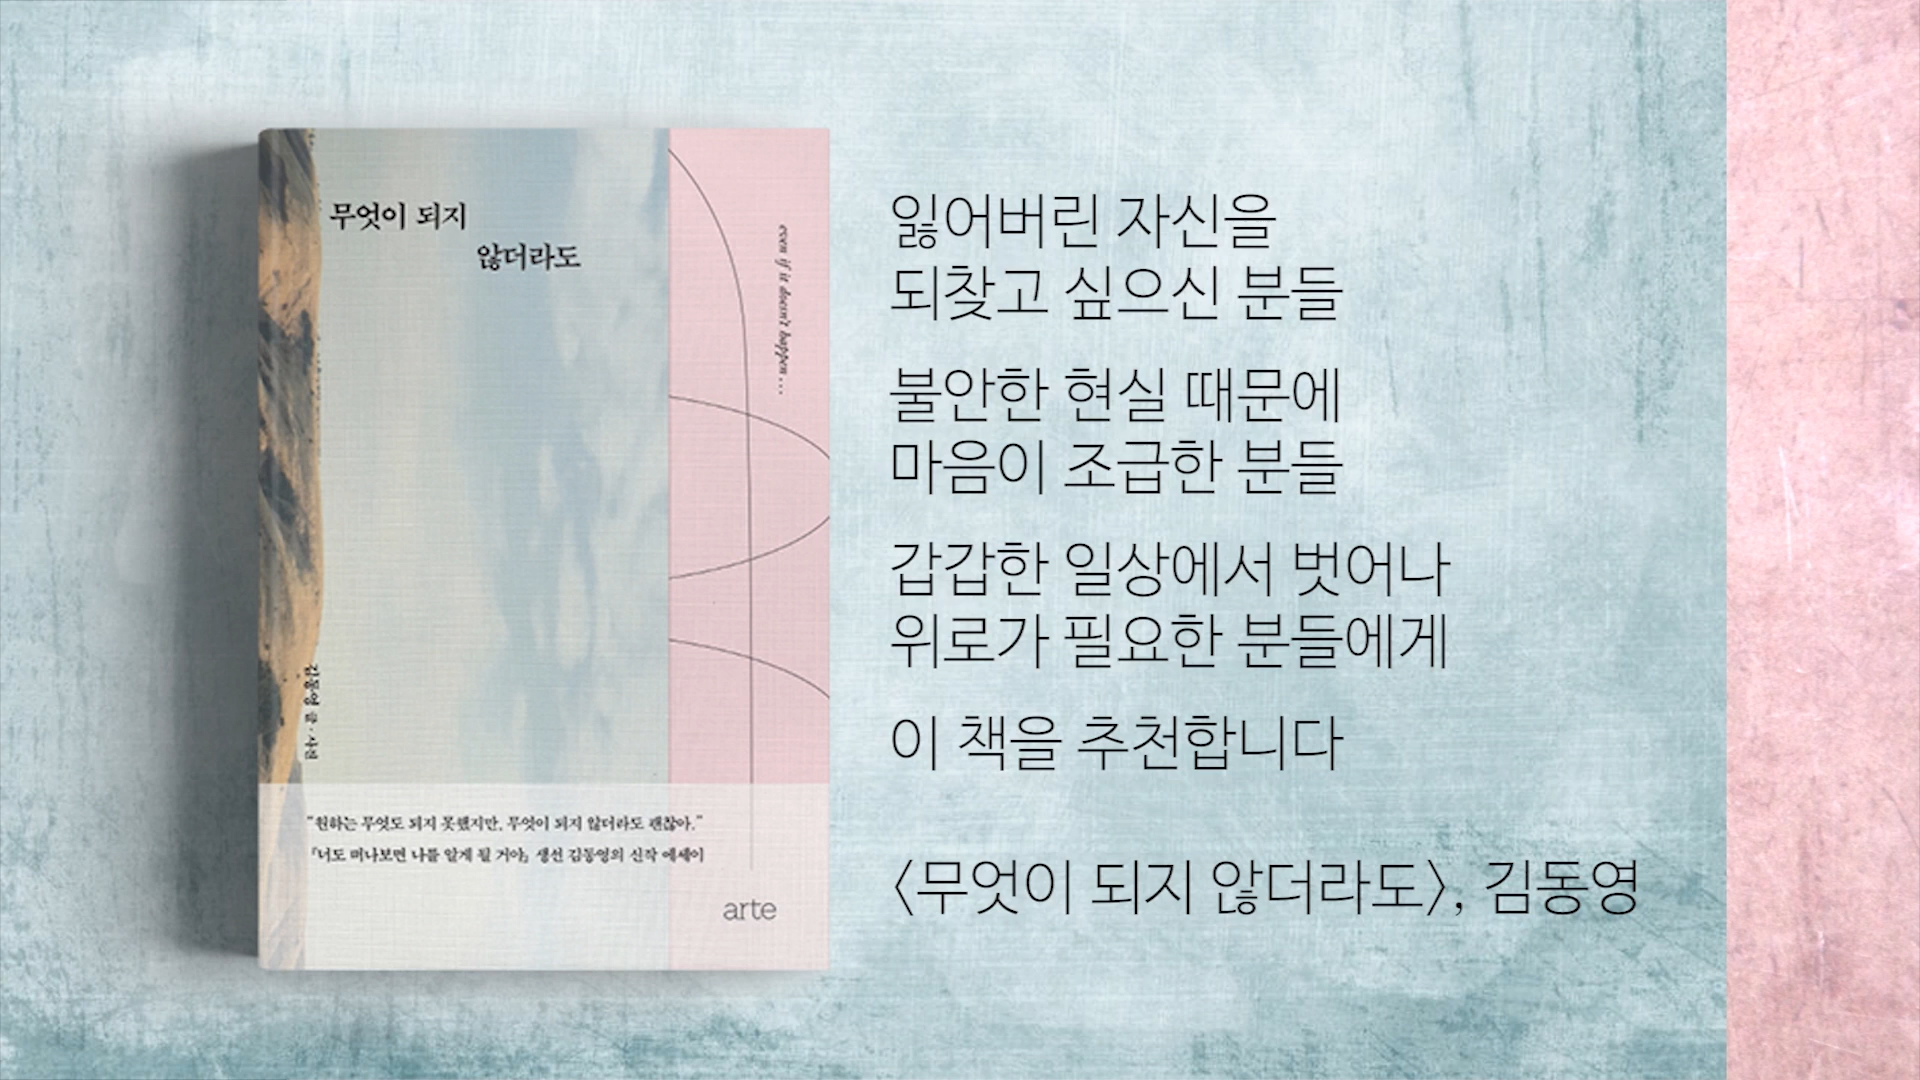 무엇이 되지
않더라도
even if it doesn't happen...
김동영 글·사진
"원하는 무엇도 되지 못했지만, 무엇이 되지 않더라도 괜찮아."
『너도 떠나보면 나를 알게 될 거야』 생선 김동영의 신작 에세이
arte
잃어버린 자신을
되찾고 싶으신 분들
불안한 현실 때문에
마음이 조급한 분들
갑갑한 일상에서 벗어나
위로가 필요한 분들에게
이 책을 추천합니다
<무엇이 되지 않더라도>, 김동영